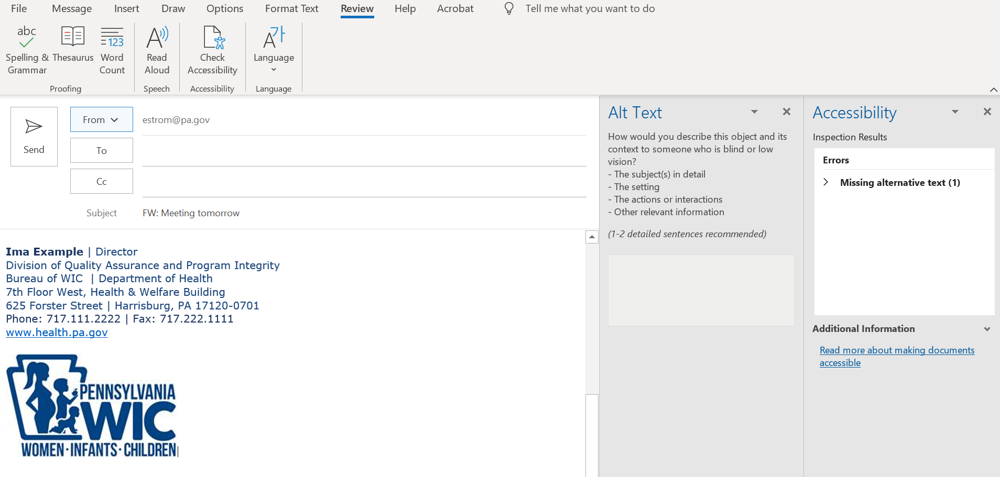 File Message Insert Draw Options Format Text Review Help Acrobat Tell me what you want to do
abc
123
A 가
Spelling & Grammar
Thesaurus
Word Count
Read Aloud
Check Accessibility
Language
Proofing Speech Accessibility Language
Send
From estrom@pa.gov
To
Cc
Subject FW: Meeting tomorrow
Ima Example | Director
Division of Quality Assurance and Program Integrity
Bureau of WIC | Department of Health
7th Floor West, Health & Welfare Building
625 Forster Street | Harrisburg, PA 17120-0701
Phone: 717.111.2222 | Fax: 717.222.1111
www.health.pa.gov
PENNSYLVANIA
WIC
WOMEN·INFANTS·CHILDREN
Alt Text
How would you describe this object and its
context to someone who is blind or low
vision?
- The subject(s) in detail
- The setting
- The actions or interactions
- Other relevant information
(1-2 detailed sentences recommended)
Accessibility
Inspection Results
Errors
Missing alternative text (1)
Additional Information
Read more about making documents
accessible